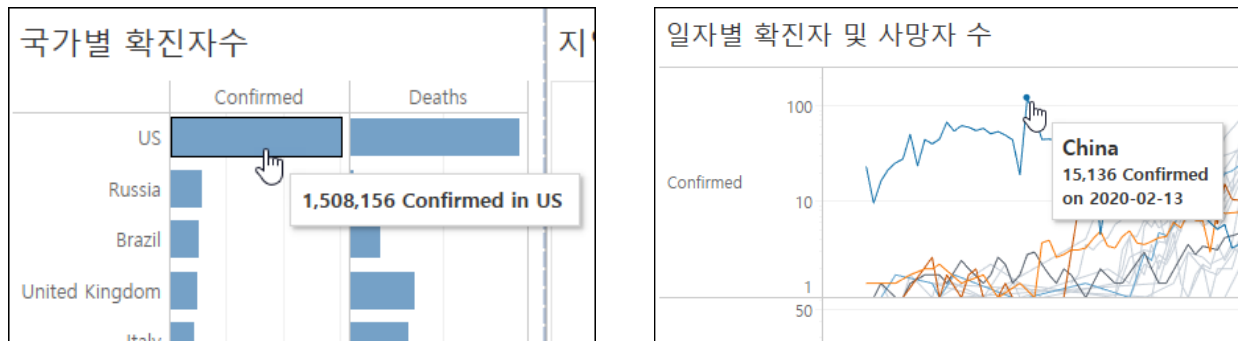 국가별 확진자수
지
Confirmed Deaths
US
Russia
1,508,156 Confirmed in US
Brazil
United Kingdom
Italy
일자별 확진자 및 사망자 수
100
China
15,136 Confirmed
on 2020-02-13
Confirmed
10
1
50